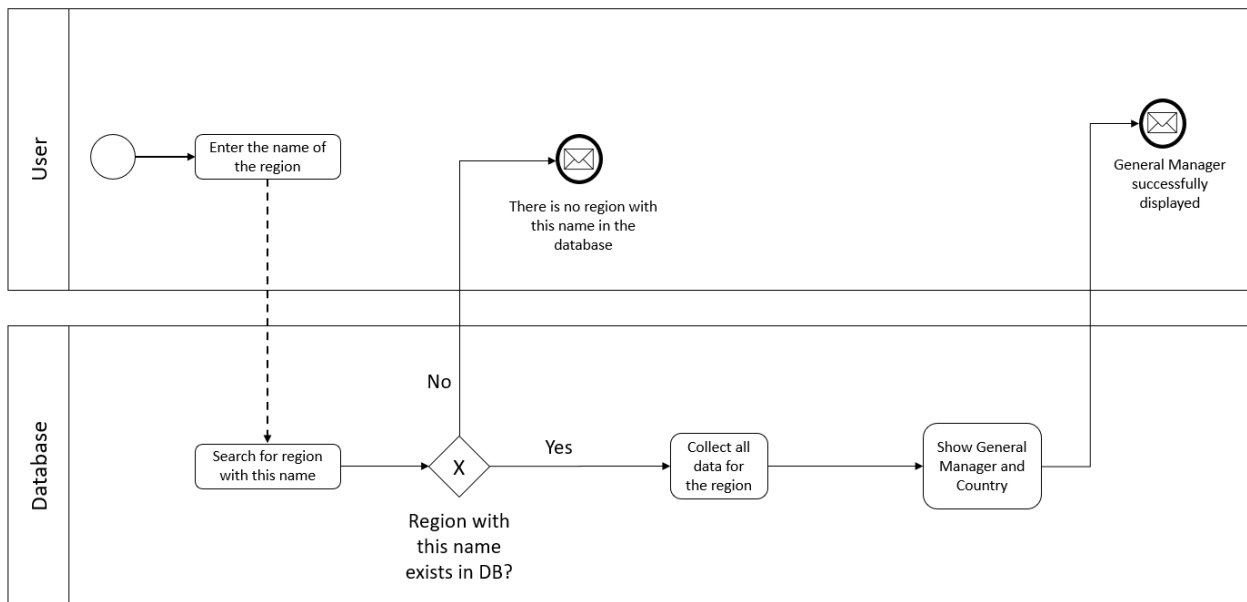 User
Enter the name of
the region
There is no region with
this name in the
database
General Manager
successfully
displayed
Database
Search for region
with this name
No
X
Region with
this name
exists in DB?
Yes
Collect all
data for
the region
Show General
Manager and
Country